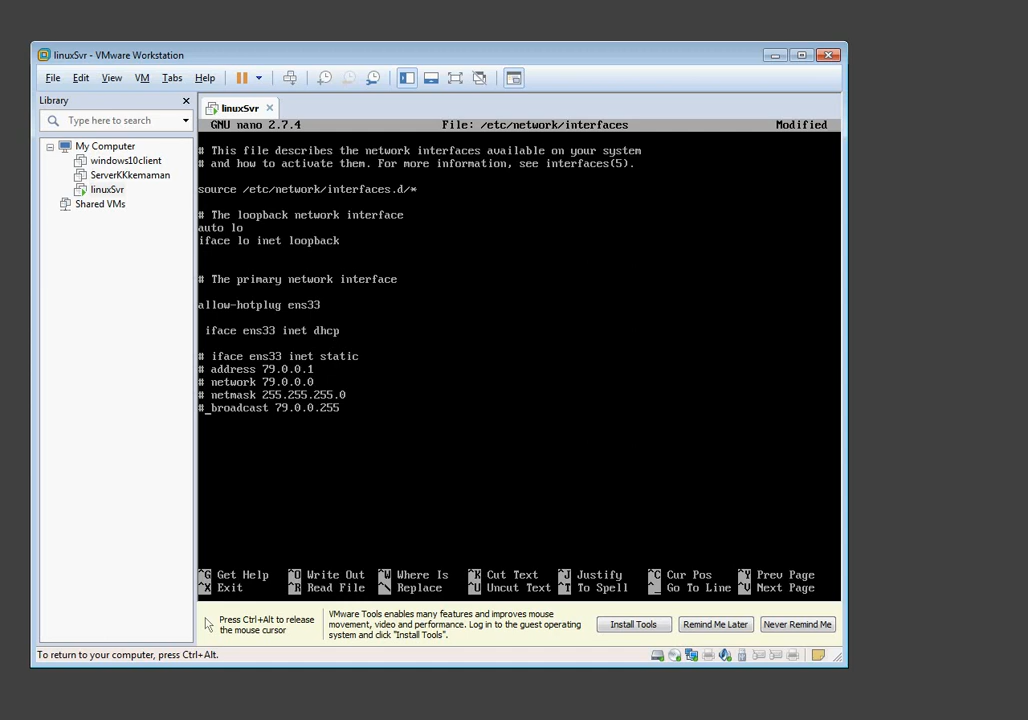 linuxSvr - VMware Workstation
File Edit View VM Tabs Help
Library
Type here to search
My Computer
windows10client
ServerKKkemaman
linuxSvr
Shared VMs
linuxSvr
GNU nano 2.7.4 File: /etc/network/interfaces Modified
# This file describes the network interfaces available on your system
# and how to activate them. For more information, see interfaces(5).
source /etc/network/interfaces.d/*
# The loopback network interface
auto lo
iface lo inet loopback
# The primary network interface
allow-hotplug ens33
iface ens33 inet dhcp
# iface ens33 inet static
# address 79.0.0.1
# network 79.0.0.0
# netmask 255.255.255.0
#_broadcast 79.0.0.255
^G Get Help ^O Write Out ^W Where Is ^K Cut Text ^J Justify ^C Cur Pos ^Y Prev Page
^X Exit ^R Read File ^\ Replace ^U Uncut Text ^T To Spell ^_ Go To Line ^V Next Page
Press Ctrl+Alt to release
the mouse cursor
VMware Tools enables many features and improves mouse
movement, video and performance. Log in to the guest operating
system and click "Install Tools".
Install Tools Remind Me Later Never Remind Me
To return to your computer, press Ctrl+Alt.